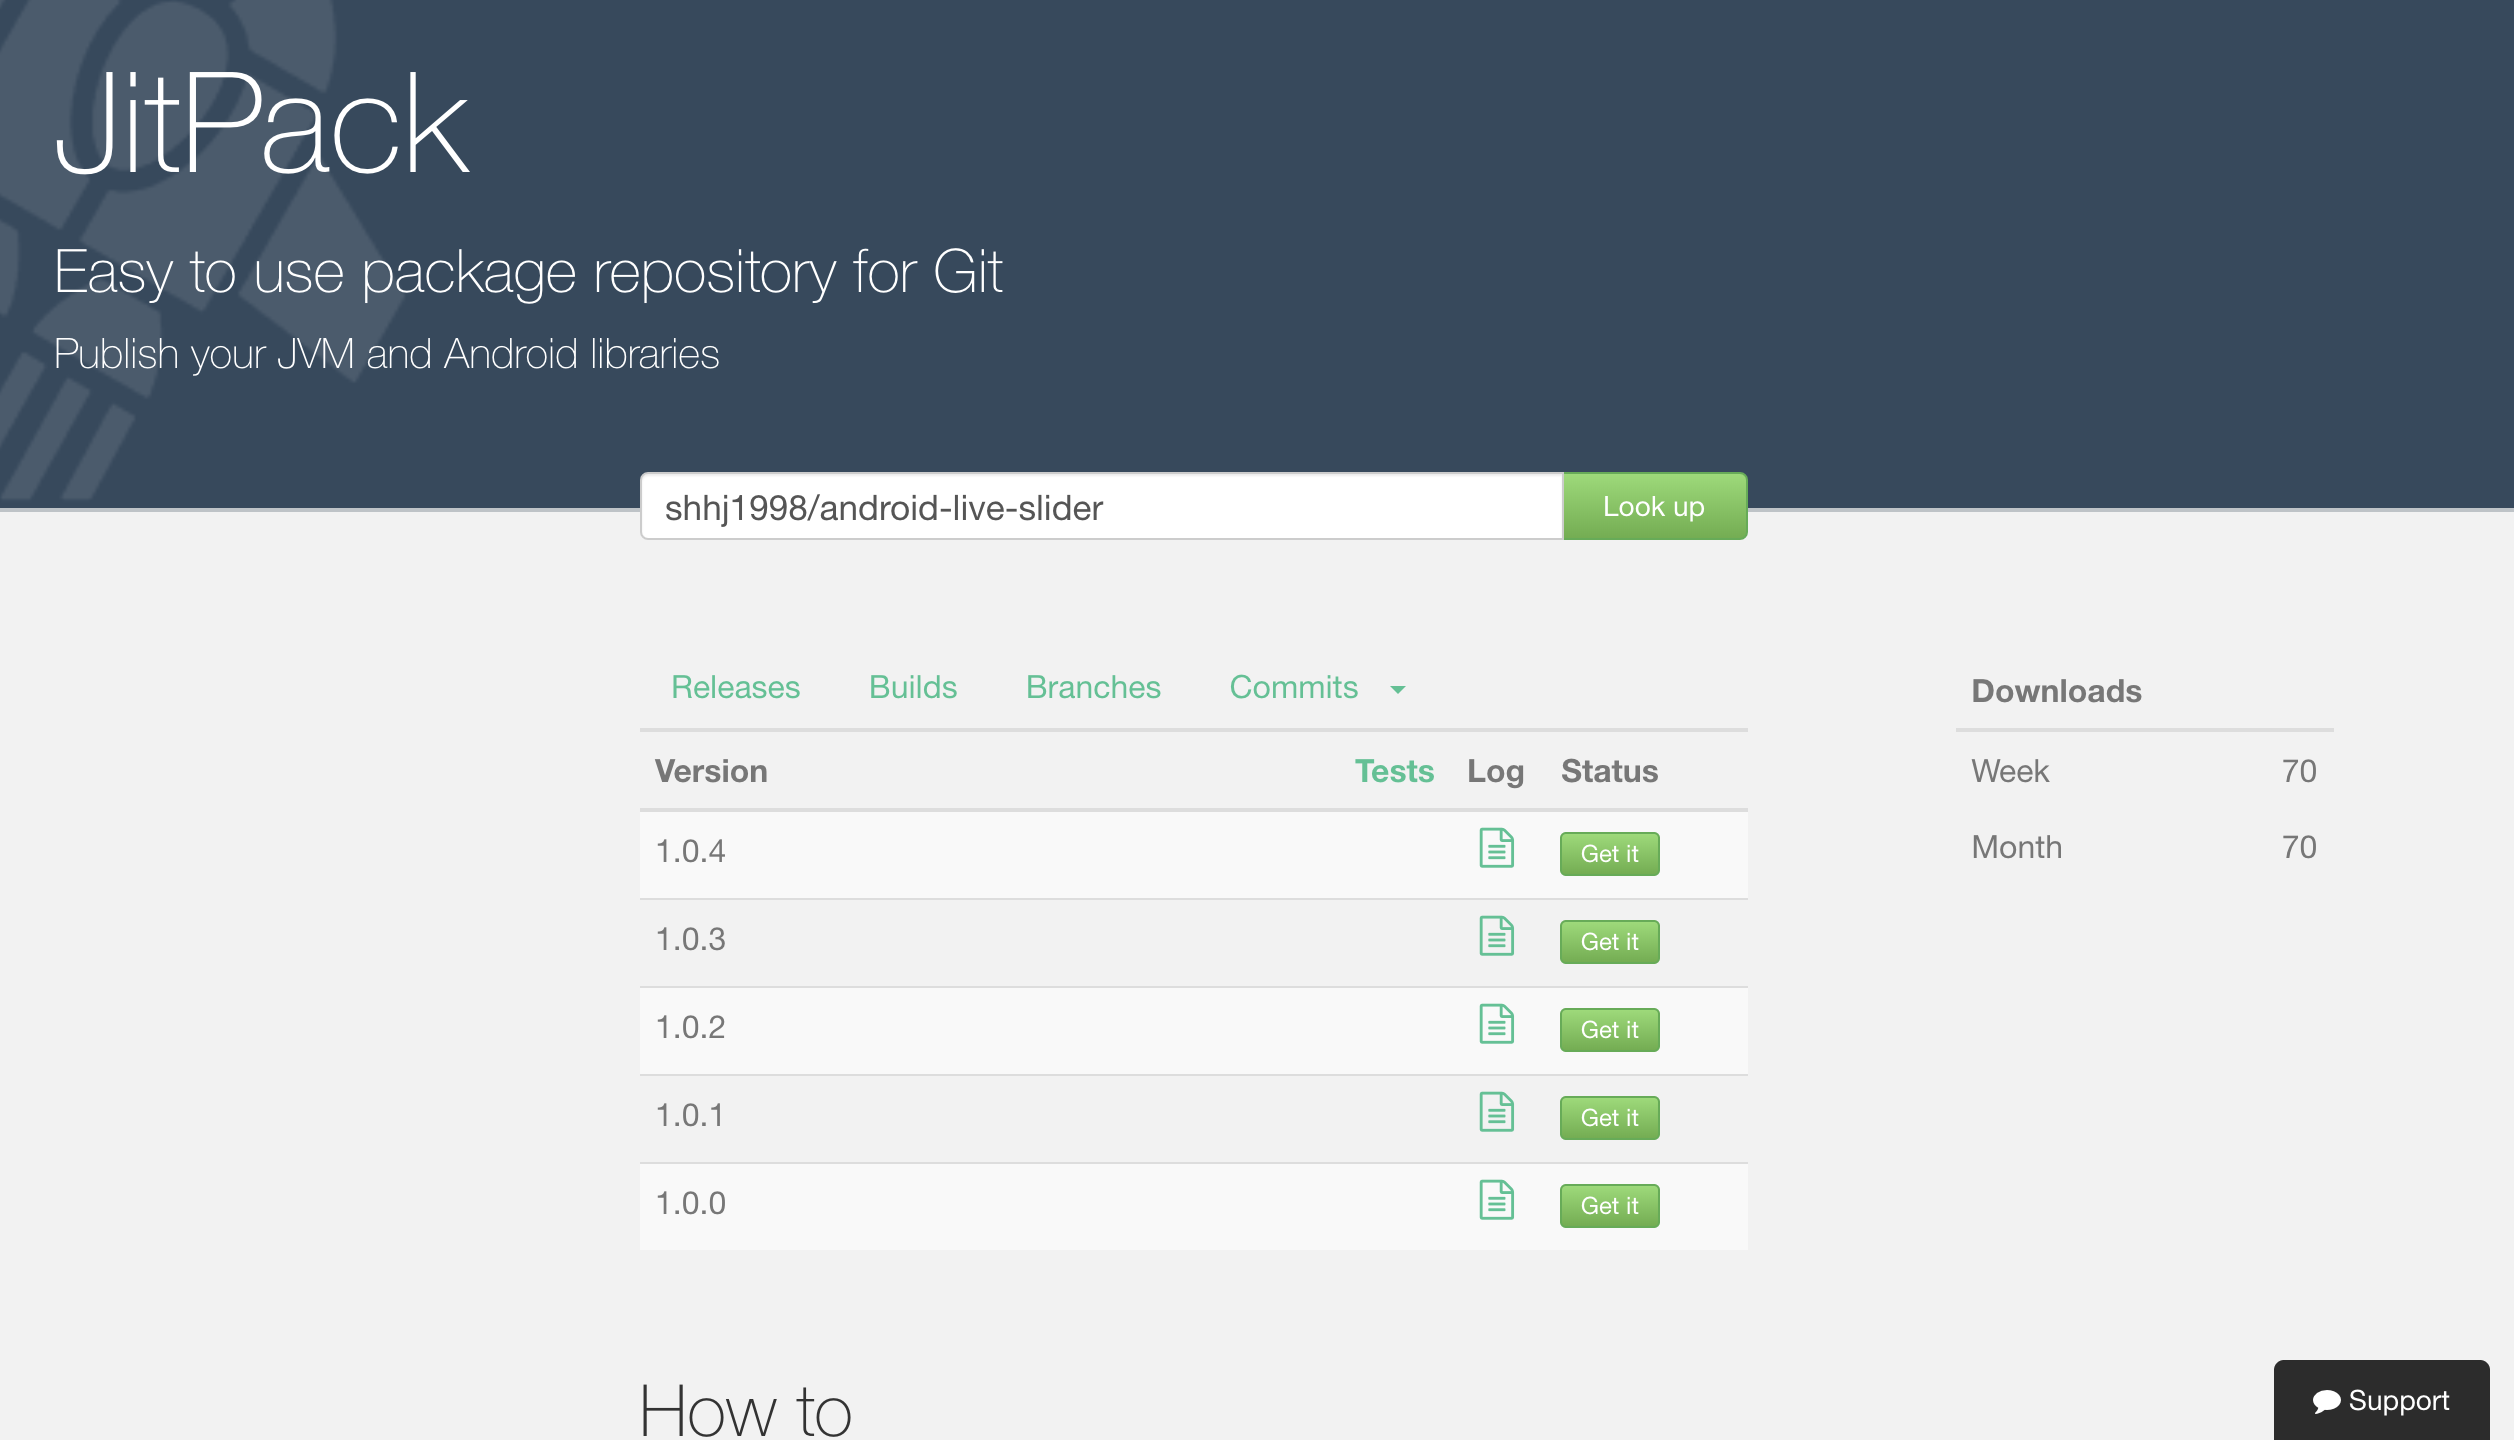 JitPack
Easy to use package repository for Git
Publish your JVM and Android libraries
shhj1998/android-live-slider
Look up
Releases Builds Branches Commits
Version Tests Log Status
1.0.4 Get it
1.0.3 Get it
1.0.2 Get it
1.0.1 Get it
1.0.0 Get it
Downloads
Week 70
Month 70
How to
Support